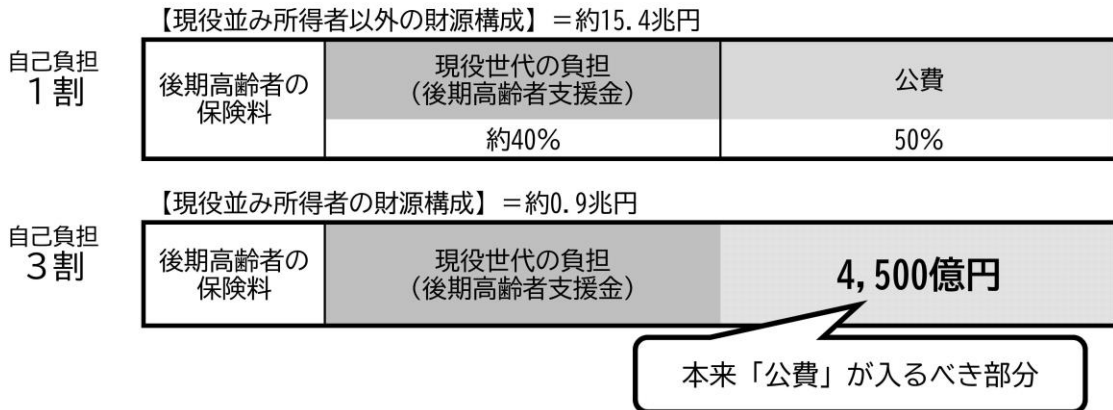 【現役並み所得者以外の財源構成】＝約15.4兆円
自己負担
1割
後期高齢者の
保険料
現役世代の負担
（後期高齢者支援金）
約40%
公費
50%
【現役並み所得者の財源構成】＝約0.9兆円
自己負担
3割
後期高齢者の
保険料
現役世代の負担
（後期高齢者支援金）
4,500億円
本来「公費」が入るべき部分